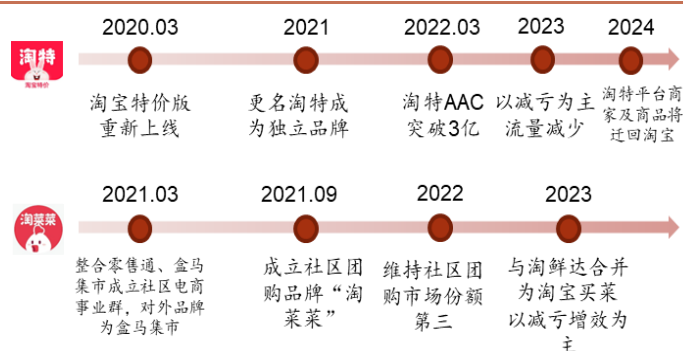 2020.03
2021
2022.03
2023
2024
淘特
淘宝特价
淘宝特价版
重新上线
更名淘特成
为独立品牌
淘特AAC
突破3亿
以减亏为主
流量减少
淘特平台商
家及商品将
迁回淘宝
2021.03
2021.09
2022
2023
淘菜菜
整合零售通、盒马
集市成立社区电商
事业群，对外品牌
为盒马集市
成立社区团
购品牌“淘
菜菜”
维持社区团
购市场份额
第三
与淘鲜达合并
为淘宝买菜
以减亏增效为
主